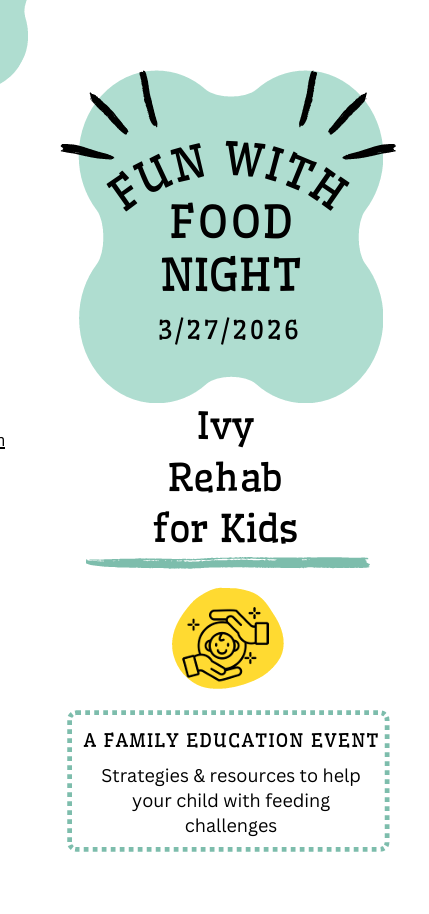 FUN WITH
FOOD
NIGHT
3/27/2026
Ivy
Rehab
for Kids
A FAMILY EDUCATION EVENT
Strategies & resources to help
your child with feeding
challenges